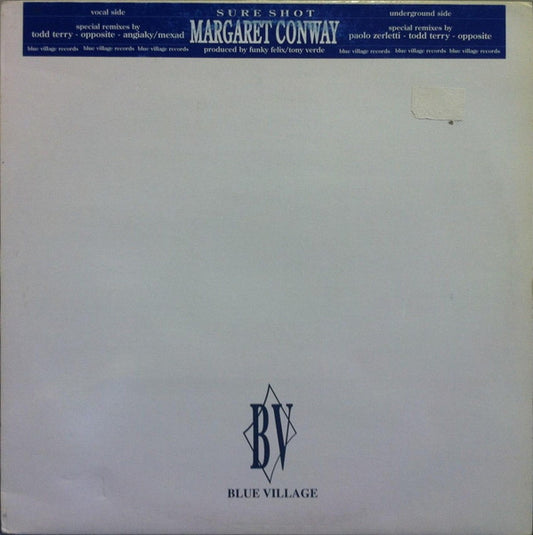 vocal side
special remixes by
todd terry - opposite - angiaky/mexad
blue village records blue village records blue village records
SURE SHOT
MARGARET CONWAY
produced by funky felix/tony verde
underground side
special remixes by
paolo zerletti - todd terry - opposite
blue village records blue village records blue village records
BV
BLUE VILLAGE